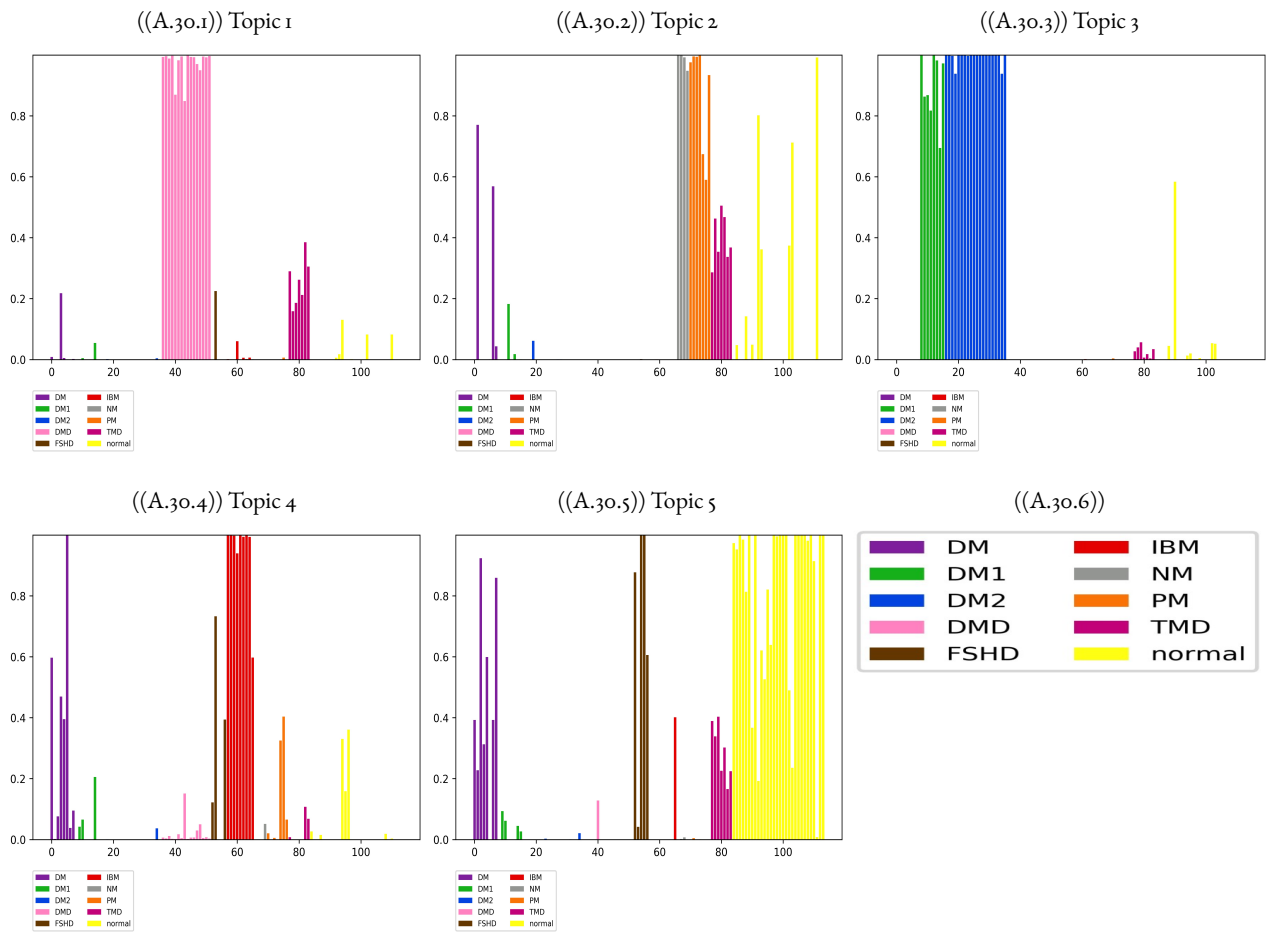 ((A.30.1)) Topic 1
((A.30.2)) Topic 2
((A.30.3)) Topic 3
0.8
0.6
0.4
0.2
0.0
0 20 40 60 80 100
DM IBM
DM1 NM
DM2 PM
DMD TMD
FSHD normal
0.8
0.6
0.4
0.2
0.0
0 20 40 60 80 100
DM IBM
DM1 NM
DM2 PM
DMD TMD
FSHD normal
0.8
0.6
0.4
0.2
0.0
0 20 40 60 80 100
DM IBM
DM1 NM
DM2 PM
DMD TMD
FSHD normal
((A.30.4)) Topic 4
((A.30.5)) Topic 5
((A.30.6))
0.8
0.6
0.4
0.2
0.0
0 20 40 60 80 100
DM IBM
DM1 NM
DM2 PM
DMD TMD
FSHD normal
0.8
0.6
0.4
0.2
0.0
0 20 40 60 80 100
DM IBM
DM1 NM
DM2 PM
DMD TMD
FSHD normal
DM IBM
DM1 NM
DM2 PM
DMD TMD
FSHD normal